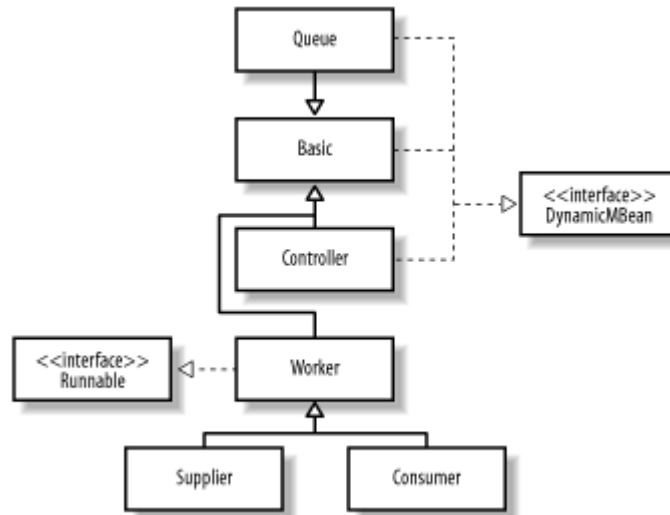 Queue
Basic
<<interface>>
DynamicMBean
Controller
<<interface>>
Runnable
Worker
Supplier
Consumer